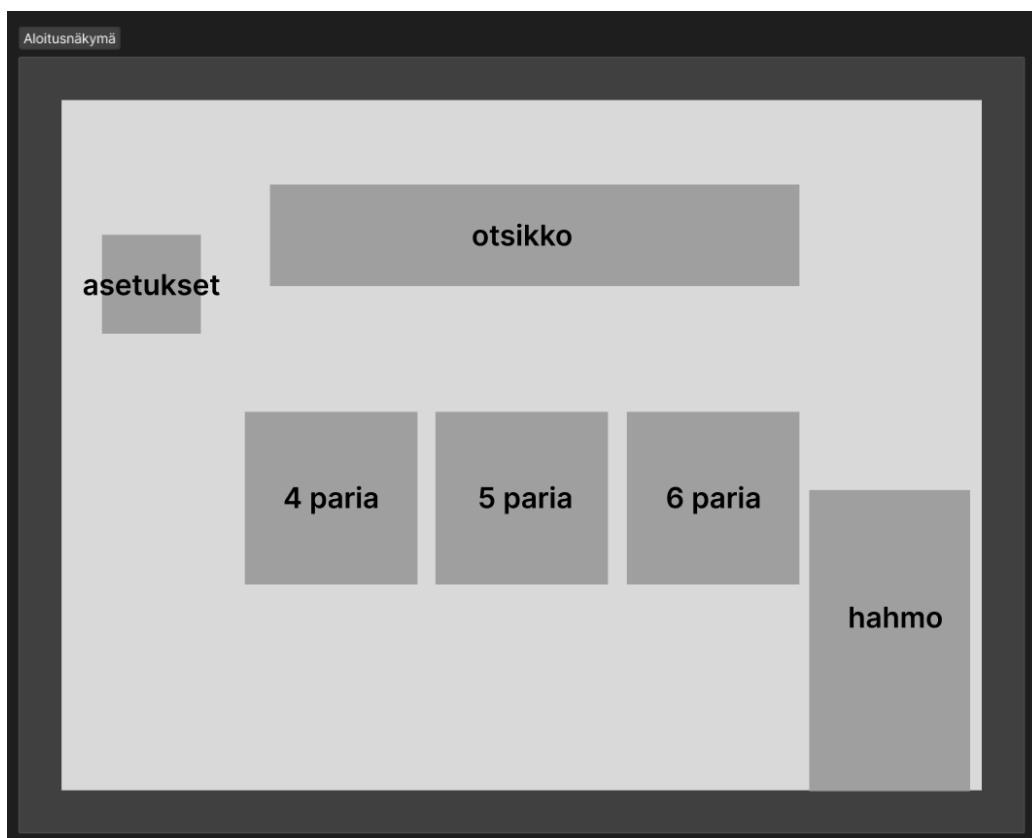 Aloitusnäkymä
otsikko
asetukset
4 paria
5 paria
6 paria
hahmo